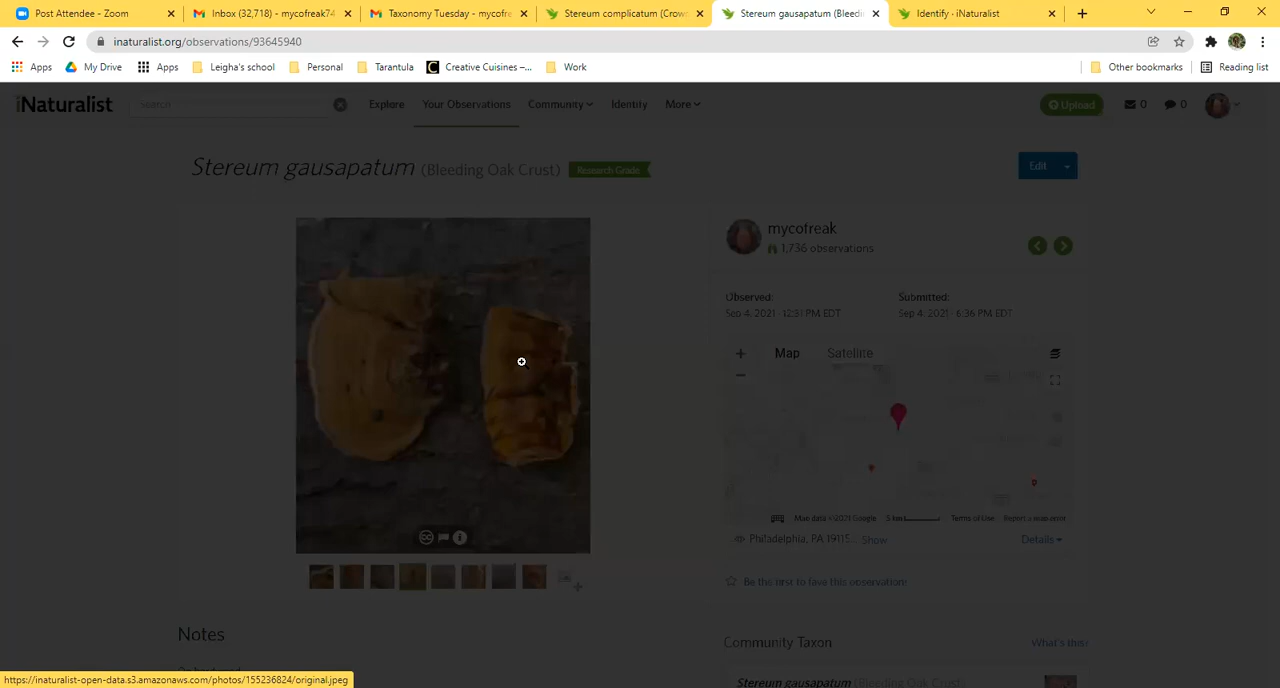 Post Attendee - Zoom
Inbox (32,718) - mycofreak74
Taxonomy Tuesday - mycofre
Stereum complicatum (Crow
Stereum gausapatum (Bleedi
Identify · iNaturalist
inaturalist.org/observations/93645940
Apps
My Drive
Apps
Leigha's school
Personal
Tarantula
Creative Cuisines –...
Work
Other bookmarks
Reading list
iNaturalist
Search
Explore
Your Observations
Community
Identify
More
Upload
0
0
Stereum gausapatum (Bleeding Oak Crust)
Research Grade
Edit
mycofreak
1,736 observations
Observed:
Sep 4, 2021 · 12:31 PM EDT
Submitted:
Sep 4, 2021 · 6:36 PM EDT
Map
Satellite
Map data ©2021 Google
5 km
Terms of Use
Report a map error
Philadelphia, PA 19115...
Show
Details
Be the first to fave this observation!
Notes
Community Taxon
What's this?
Stereum gausapatum (Bleeding Oak Crust)
https://inaturalist-open-data.s3.amazonaws.com/photos/155236824/original.jpeg